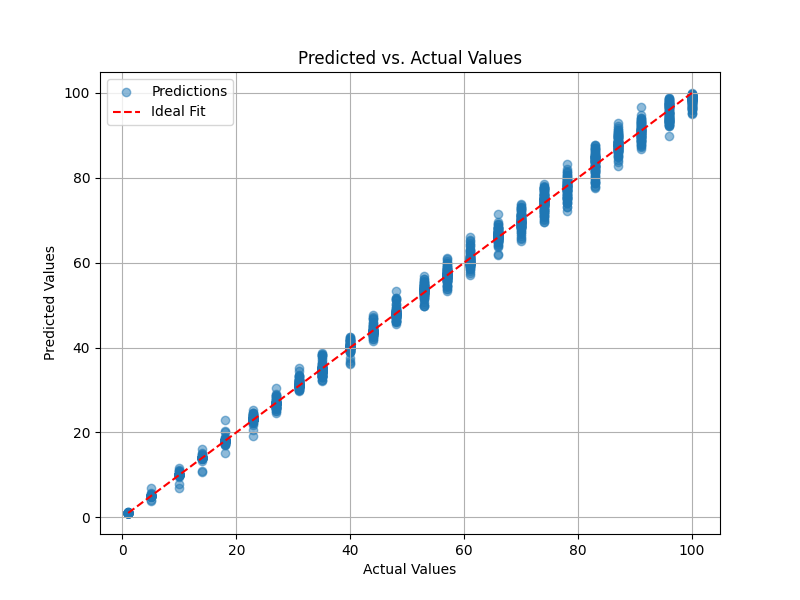 Predicted vs. Actual Values
Predictions
Ideal Fit
Predicted Values
100
80
60
40
20
0
0 20 40 60 80 100
Actual Values